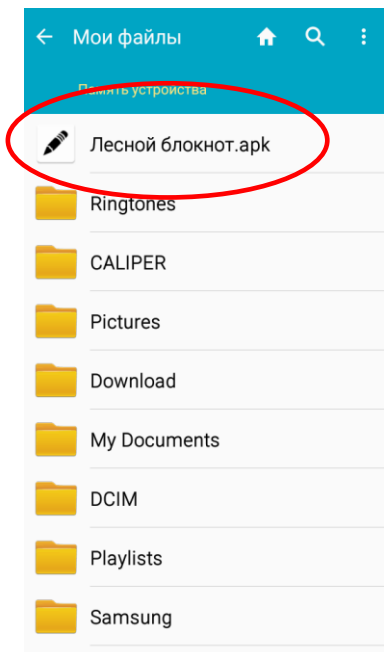 Мои файлы
Память устройства
Лесной блокнот.apk
Ringtones
CALIPER
Pictures
Download
My Documents
DCIM
Playlists
Samsung